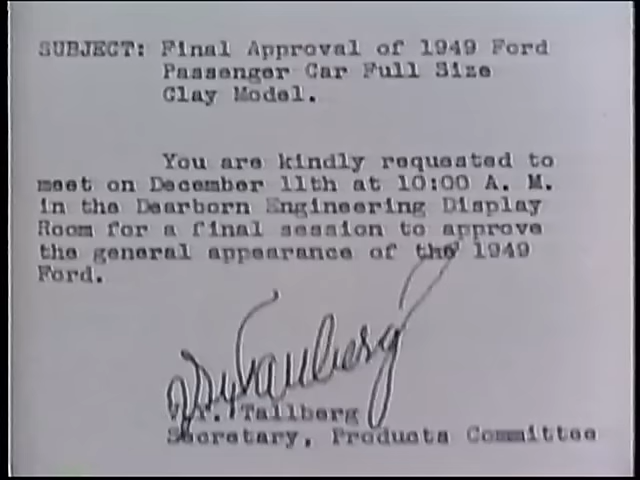 SUBJECT: Final Approval of 1949 Ford
Passenger Car Full Size
Clay Model.
You are kindly requested to
meet on December 11th at 10:00 A. M.
in the Dearborn Engineering Display
Room for a final session to approve
the general appearance of the 1949
Ford.
Tallberg
Secretary, Products Committee